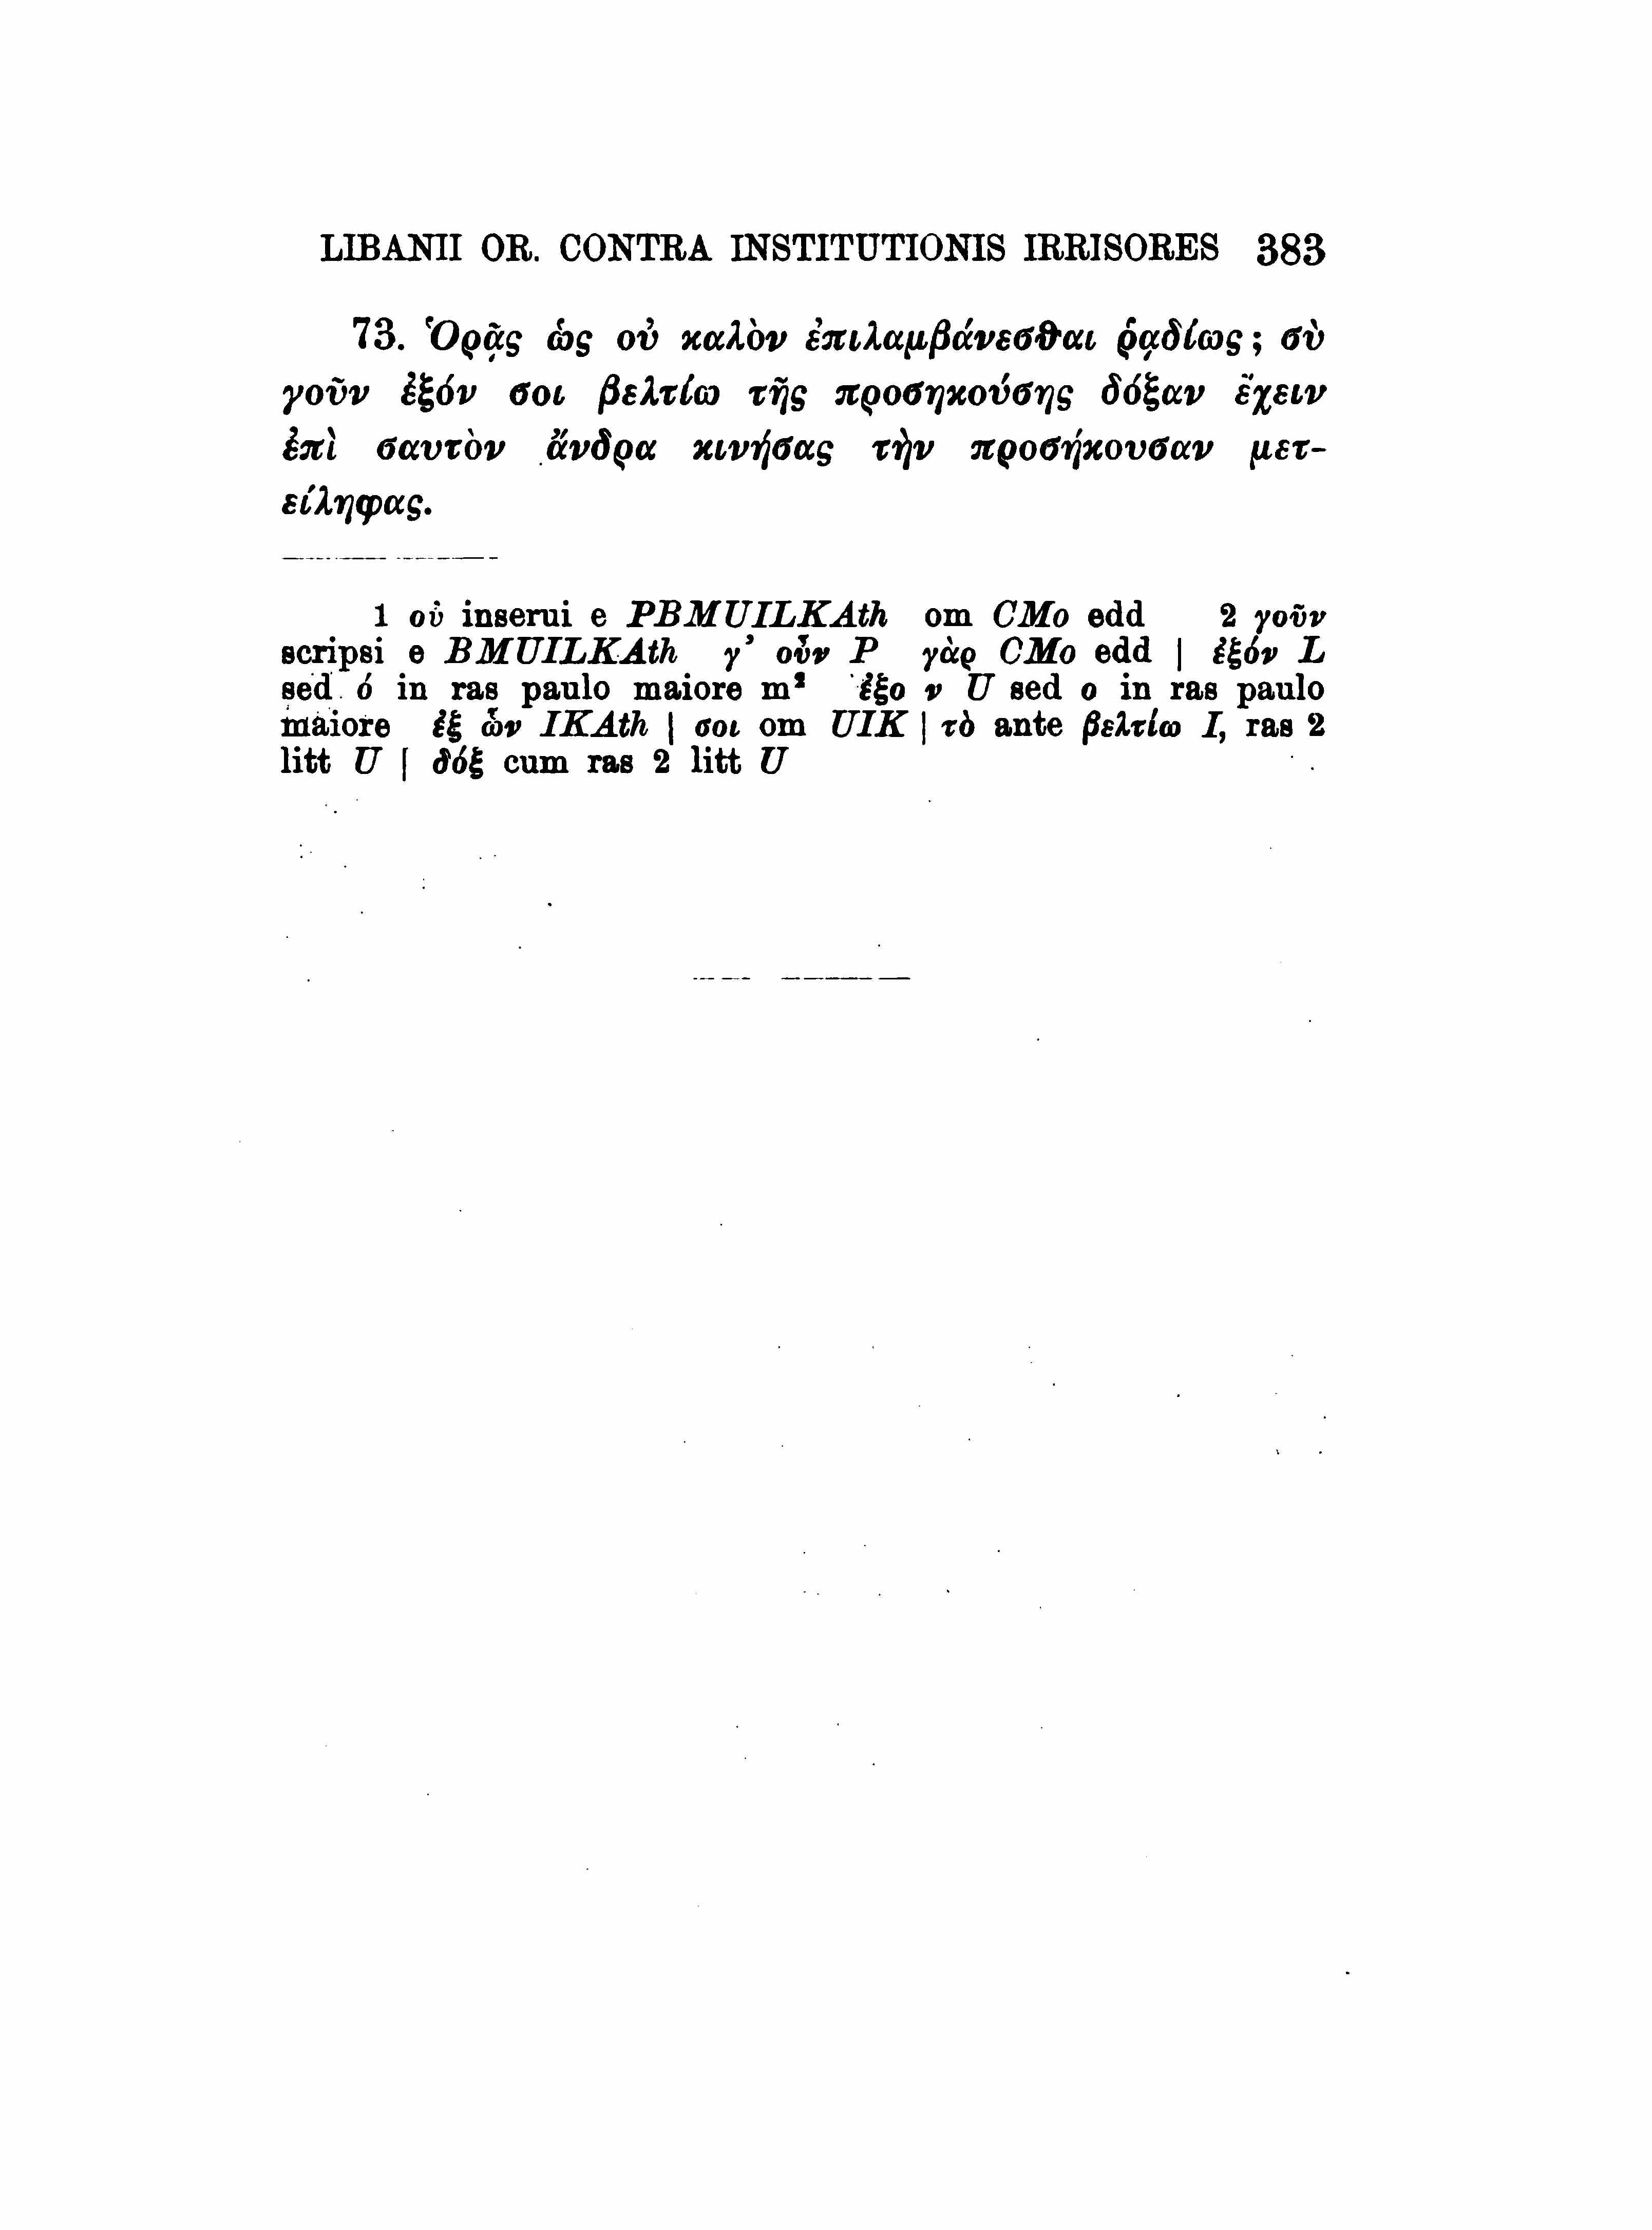 LIBANII OR. CONTRA INSTITUTIONIS IRRISORES 383
73. Ὁρᾷς ὡς οὐ καλὸν ἐπιλαμβάνεσθαι ῥᾳδίως; σὺ
γοῦν ἐξόν σοι βελτίω τῆς προσηκούσης δόξαν ἔχειν
ἐπὶ σαυτὸν ἄνδρα κινήσας τὴν προσήκουσαν μετ-
είληφας.
1 οὐ inserui e PBMUILKAth om CMo edd 2 γοῦν
scripsi e BMUILKAth γ’ οὖν P γὰρ CMo edd | ἐξόν L
sed ό in ras paulo maiore m² ἐξο ν U sed ο in ras paulo
maiore ἐξ ὧν IKAth | σοι om UIK | τὸ ante βελτίω I, ras 2
litt U | δόξ cum ras 2 litt U